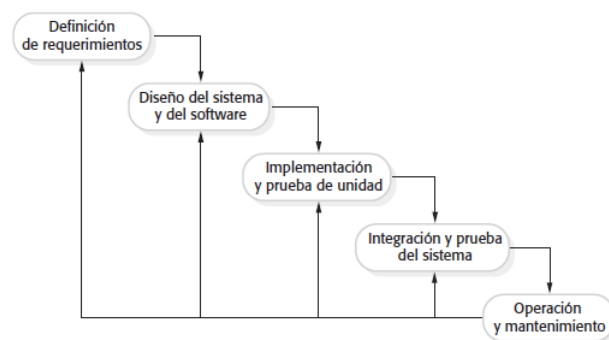 Definición
de requerimientos
Diseño del sistema
y del software
Implementación
y prueba de unidad
Integración y prueba
del sistema
Operación
y mantenimiento